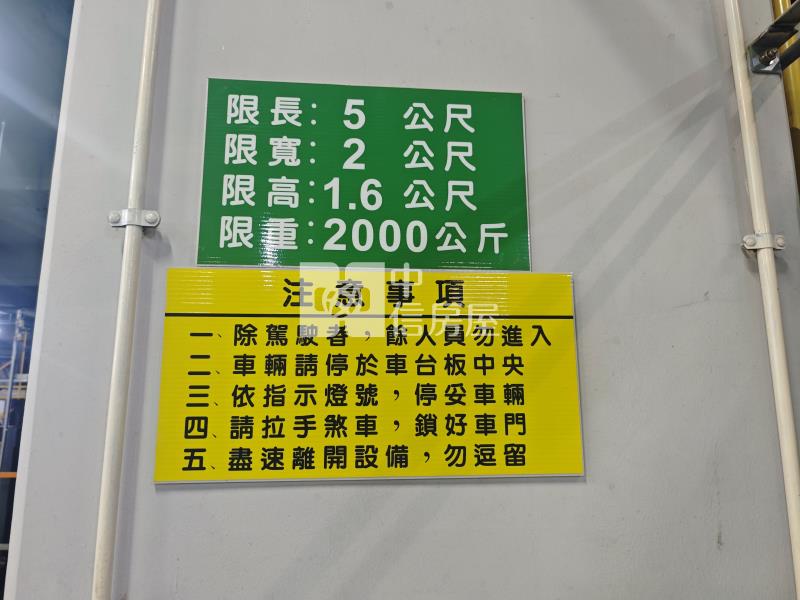 限長：5 公尺
限寬：2 公尺
限高：1.6 公尺
限重：2000公斤
注意事項
一、除駕駛者，餘人員勿進入
二、車輛請停於車台板中央
三、依指示燈號，停妥車輛
四、請拉手煞車，鎖好車門
五、盡速離開設備，勿逗留
中信房屋